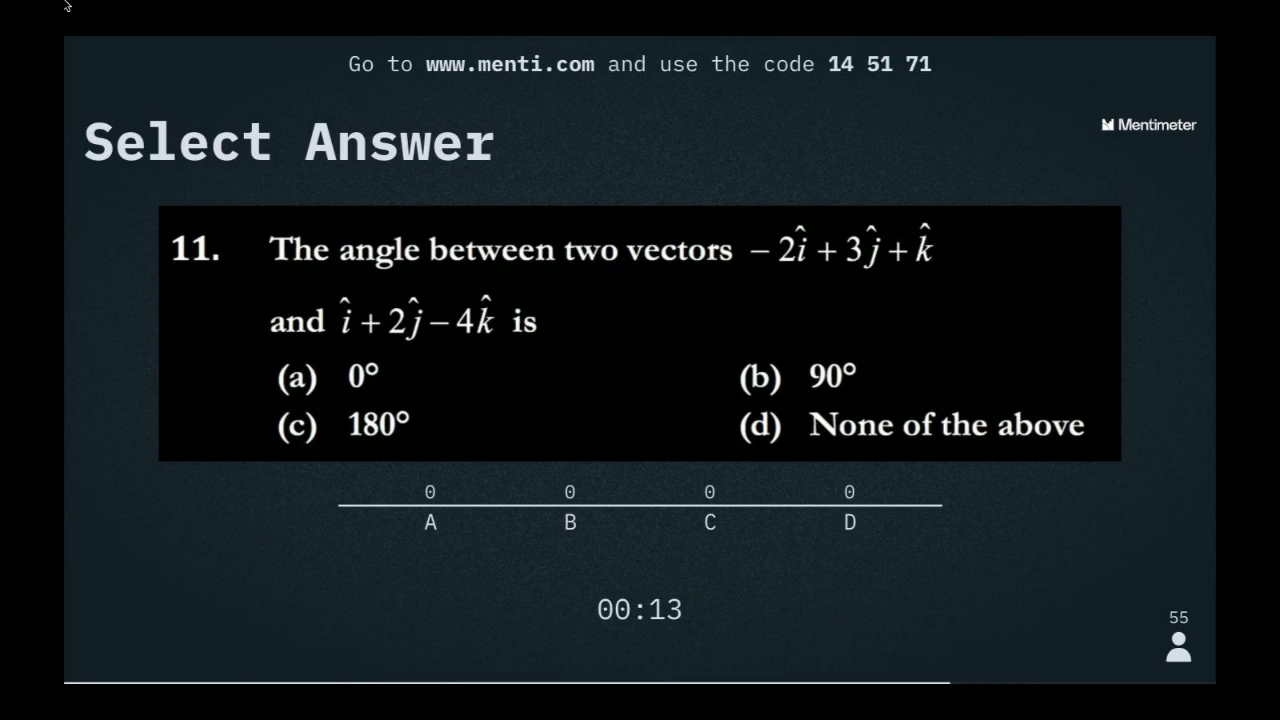 Go to www.menti.com and use the code 14 51 71
Select Answer
Mentimeter
11. The angle between two vectors − 2î + 3ĵ + k̂
and î + 2ĵ − 4k̂ is
(a) 0° (b) 90°
(c) 180° (d) None of the above
0 0 0 0
A B C D
00:13
55